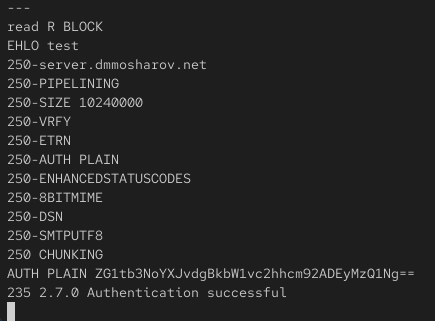 ---
read R BLOCK
EHLO test
250-server.dmmosharov.net
250-PIPELINING
250-SIZE 10240000
250-VRFY
250-ETRN
250-AUTH PLAIN
250-ENHANCEDSTATUSCODES
250-8BITMIME
250-DSN
250-SMTPUTF8
250 CHUNKING
AUTH PLAIN ZG1tb3NoYXJvdgBkbW1vc2hhcm92ADEyMzQ1Ng==
235 2.7.0 Authentication successful